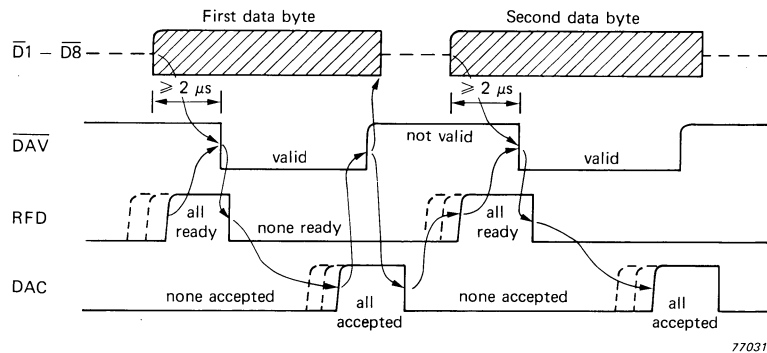 First data byte
Second data byte
D̅1 – D̅8̅
⩾ 2 μs
⩾ 2 μs
D̅A̅V̅
valid
not valid
valid
RFD
all
ready
none ready
all
ready
DAC
none accepted
all
accepted
none accepted
all
accepted
77031